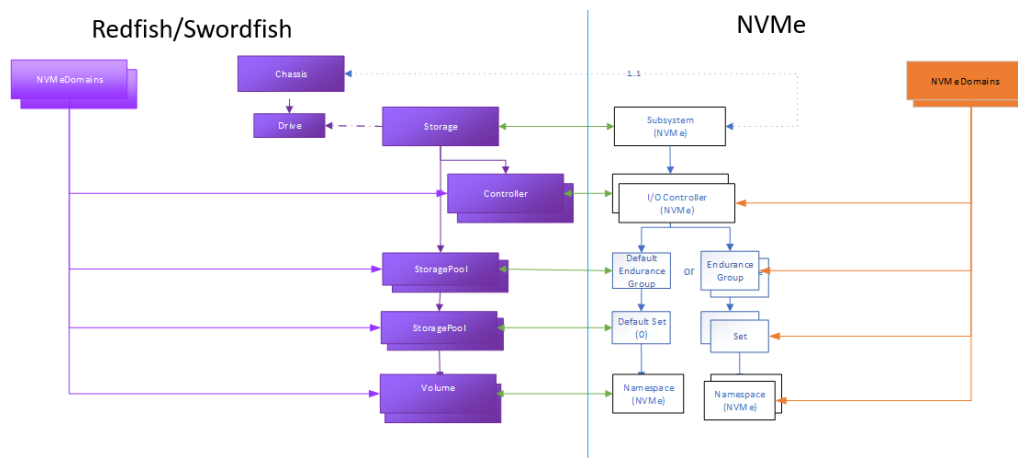 Redfish/Swordfish
NVMe
NVMeDomains
Chassis
1..1
NVMeDomains
Drive
Storage
Subsystem
(NVMe)
Controller
I/O Controller
(NVMe)
StoragePool
Default
Endurance
Group
or
Endurance
Group
StoragePool
Default Set
(0)
Set
Volume
Namespace
(NVMe)
Namespace
(NVMe)